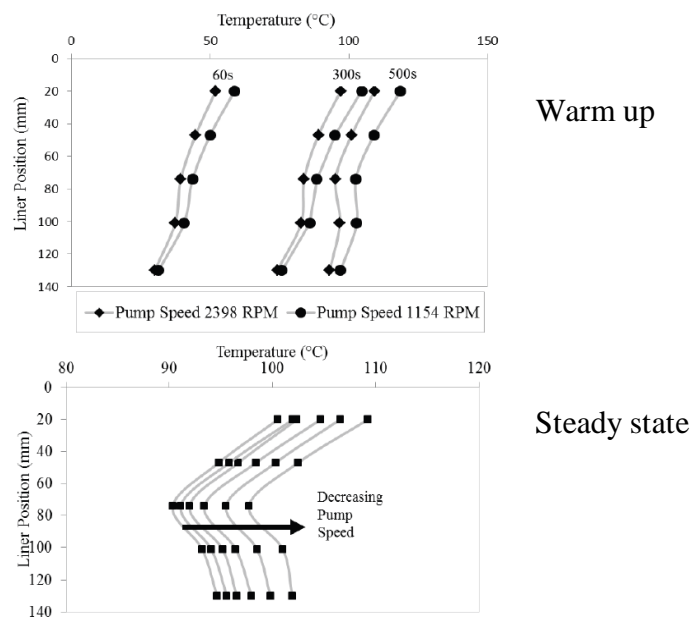 Temperature (°C)
0 50 100 150
0
20
40
60
80
100
120
140
Liner Position (mm)
60s 300s 500s
Warm up
Pump Speed 2398 RPM Pump Speed 1154 RPM
Temperature (°C)
80 90 100 110 120
0
20
40
60
80
100
120
140
Liner Position (mm)
Decreasing
Pump
Speed
Steady state